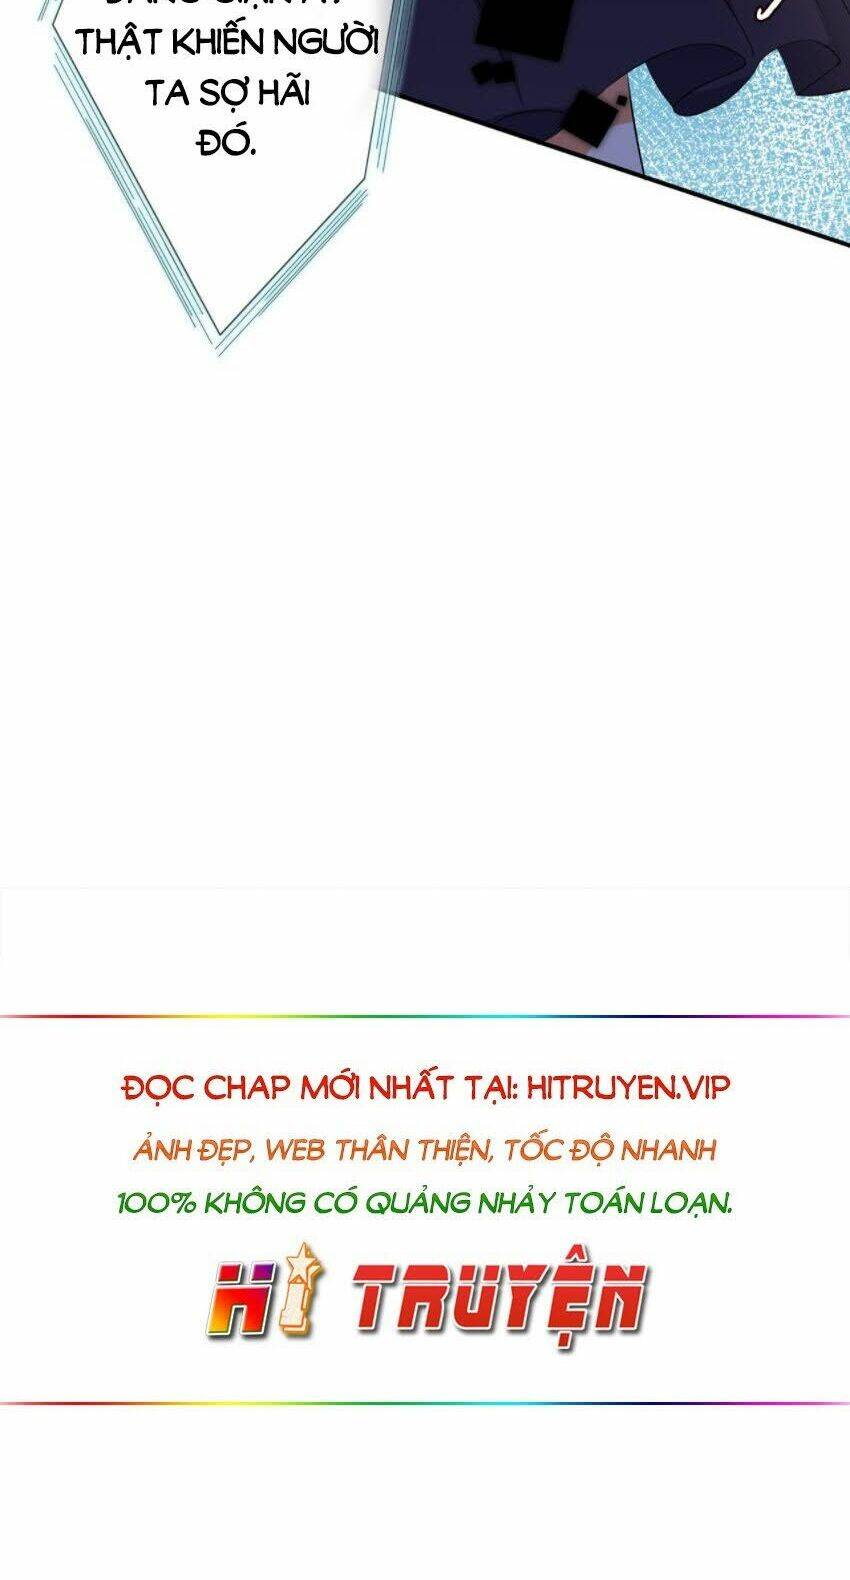 THẬT KHIẾN NGƯỜI
TA SỢ HÃI
ĐÓ.
ĐỌC CHAP MỚI NHẤT TẠI: HITRUYEN.VIP
ẢNH ĐẸP, WEB THÂN THIỆN, TỐC ĐỘ NHANH
100% KHÔNG CÓ QUẢNG NHẢY TOÁN LOẠN.
HI TRUYỆN